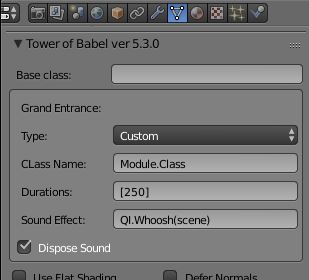 Tower of Babel ver 5.3.0
Base class:
Grand Entrance:
Type: Custom
CLass Name: Module.Class
Durations: [250]
Sound Effect: QI.Whoosh(scene)
Dispose Sound
Use Flat Shading Defer Normals